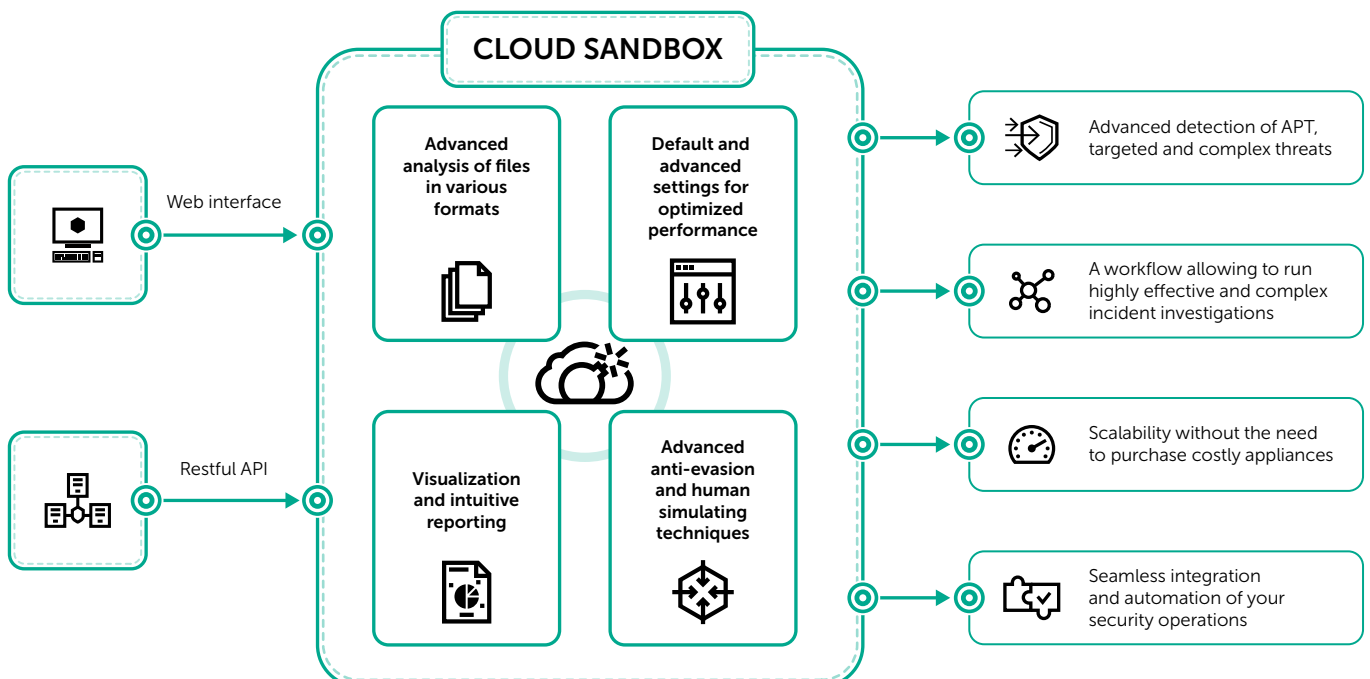 CLOUD SANDBOX
Web interface
Restful API
Advanced
analysis of files
in various
formats
Default and
advanced
settings for
optimized
performance
Visualization
and intuitive
reporting
Advanced
anti-evasion
and human
simulating
techniques
Advanced detection of APT,
targeted and complex threats
A workflow allowing to run
highly effective and complex
incident investigations
Scalability without the need
to purchase costly appliances
Seamless integration
and automation of your
security operations